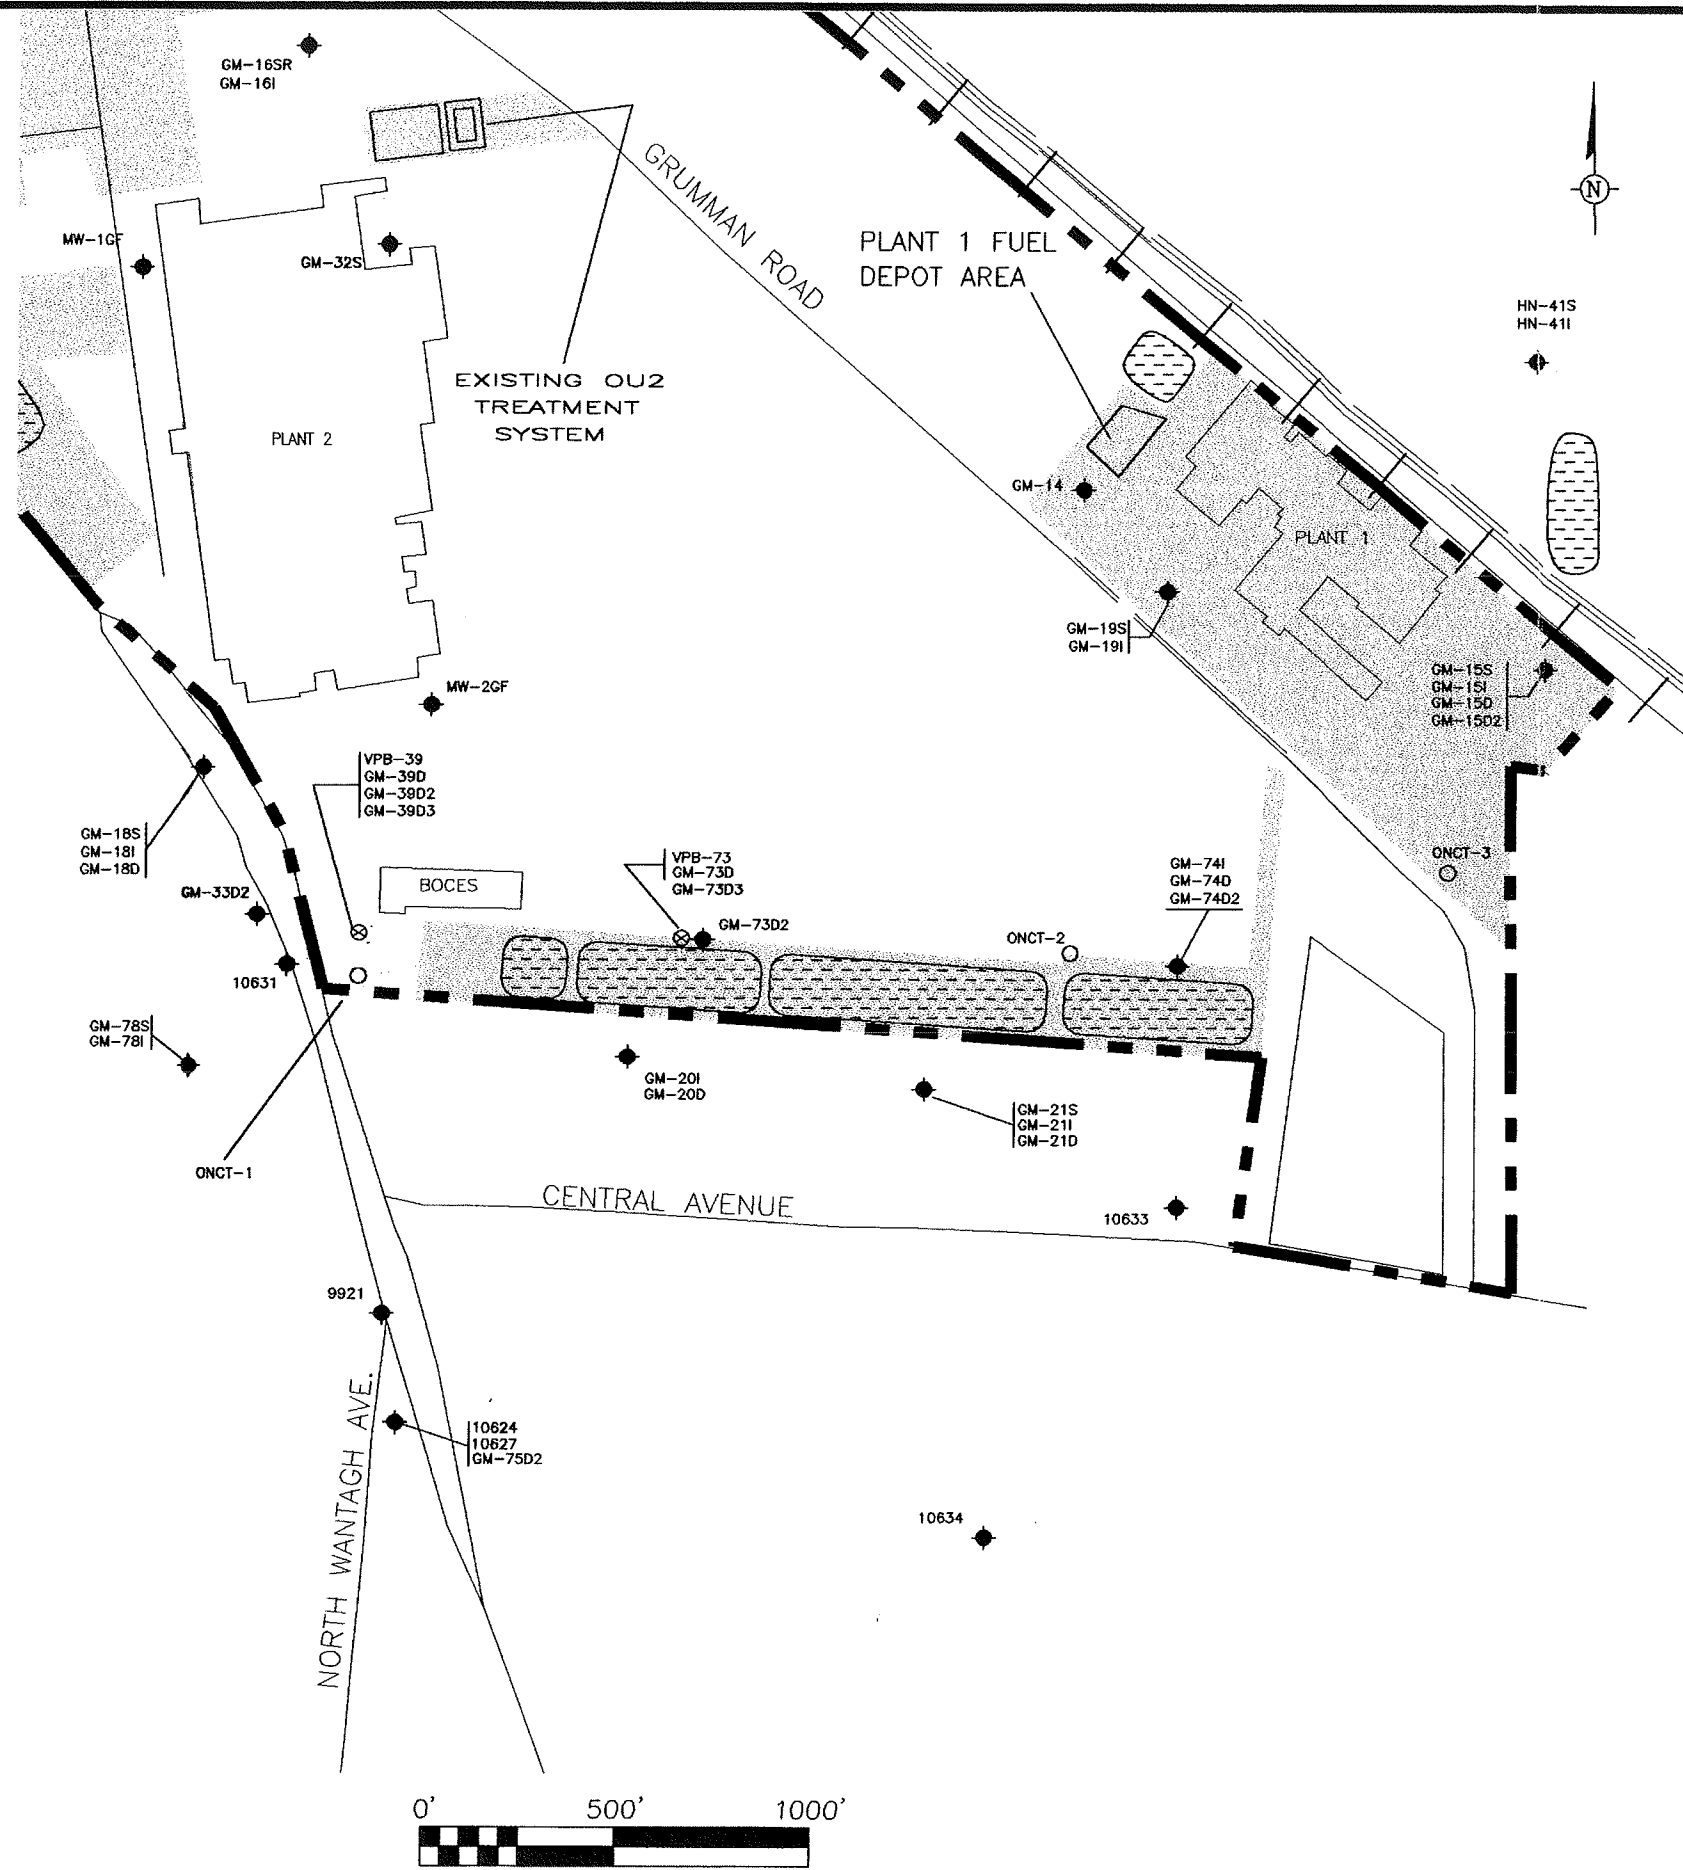 GM-16SR
GM-16I
GRUMMAN ROAD
N
PLANT 1 FUEL
DEPOT AREA
MW-1GF
GM-32S
HN-41S
HN-41I
EXISTING OU2
TREATMENT
SYSTEM
PLANT 2
GM-14
PLANT 1
GM-19S
GM-19I
GM-15S
GM-15I
GM-15D
GM-15D2
MW-2GF
VPB-39
GM-39D
GM-39D2
GM-39D3
GM-18S
GM-18I
GM-18D
GM-33D2
BOCES
VPB-73
GM-73D
GM-73D3
GM-73D2
GM-74I
GM-74D
GM-74D2
ONCT-3
ONCT-2
10631
GM-78S
GM-78I
GM-20I
GM-20D
GM-21S
GM-21I
GM-21D
ONCT-1
CENTRAL AVENUE
10633
9921
NORTH WANTAGH AVE.
10624
10627
GM-75D2
10634
0'
500'
1000'